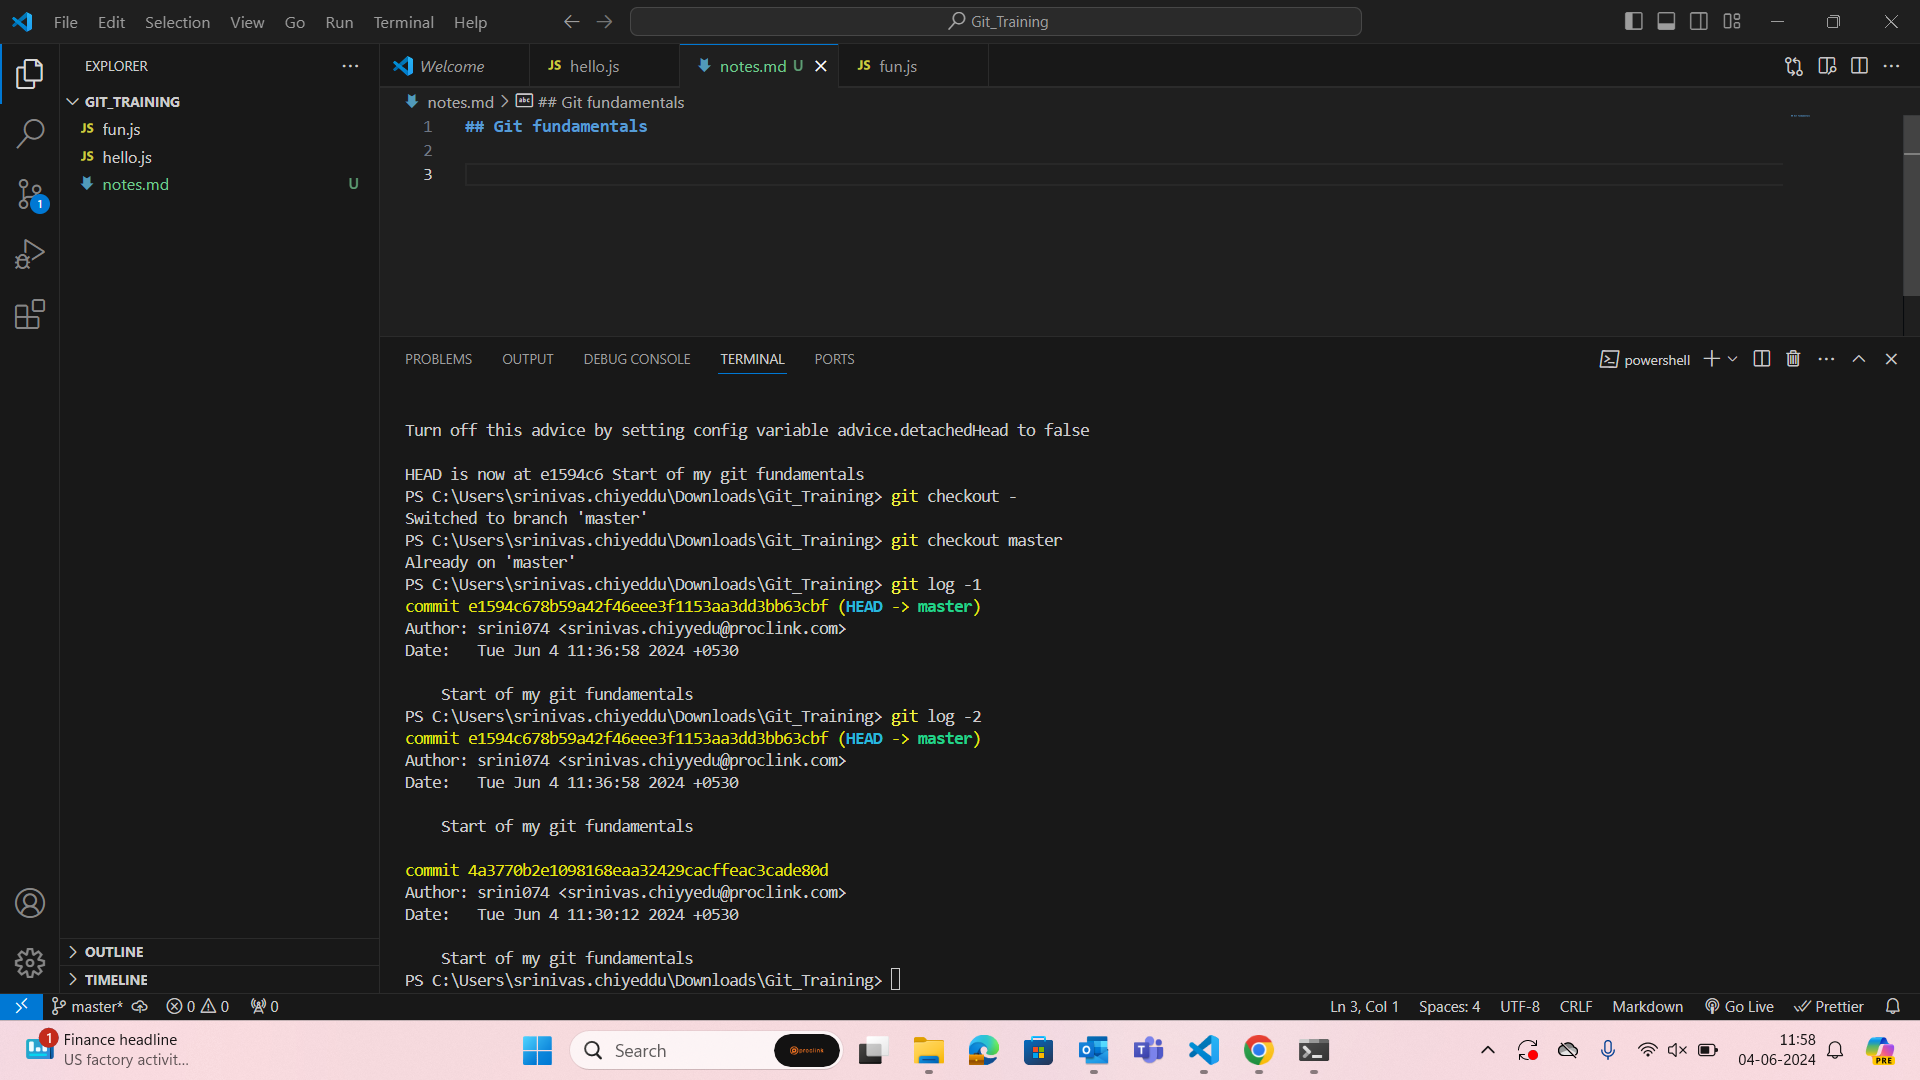 File Edit Selection View Go Run Terminal Help
Git_Training
EXPLORER
Welcome
JS hello.js
notes.md U
JS fun.js
GIT_TRAINING
JS fun.js
JS hello.js
notes.md U
1
notes.md > abc ## Git fundamentals
1 ## Git fundamentals
2
3
PROBLEMS OUTPUT DEBUG CONSOLE TERMINAL PORTS
powershell
Turn off this advice by setting config variable advice.detachedHead to false
HEAD is now at e1594c6 Start of my git fundamentals
PS C:\Users\srinivas.chiyeddu\Downloads\Git_Training> git checkout -
Switched to branch 'master'
PS C:\Users\srinivas.chiyeddu\Downloads\Git_Training> git checkout master
Already on 'master'
PS C:\Users\srinivas.chiyeddu\Downloads\Git_Training> git log -1
commit e1594c678b59a42f46eee3f1153aa3dd3bb63cbf (HEAD -> master)
Author: srini074 <srinivas.chiyyedu@proclink.com>
Date:   Tue Jun 4 11:36:58 2024 +0530
Start of my git fundamentals
PS C:\Users\srinivas.chiyeddu\Downloads\Git_Training> git log -2
commit e1594c678b59a42f46eee3f1153aa3dd3bb63cbf (HEAD -> master)
Author: srini074 <srinivas.chiyyedu@proclink.com>
Date:   Tue Jun 4 11:36:58 2024 +0530
Start of my git fundamentals
commit 4a3770b2e1098168eaa32429cacffeac3cade80d
Author: srini074 <srinivas.chiyyedu@proclink.com>
Date:   Tue Jun 4 11:30:12 2024 +0530
Start of my git fundamentals
PS C:\Users\srinivas.chiyeddu\Downloads\Git_Training>
OUTLINE
TIMELINE
master* 0 0 0
Ln 3, Col 1 Spaces: 4 UTF-8 CRLF Markdown Go Live Prettier
1
Finance headline
US factory activit...
Search
proclink
11:58
04-06-2024
PRE